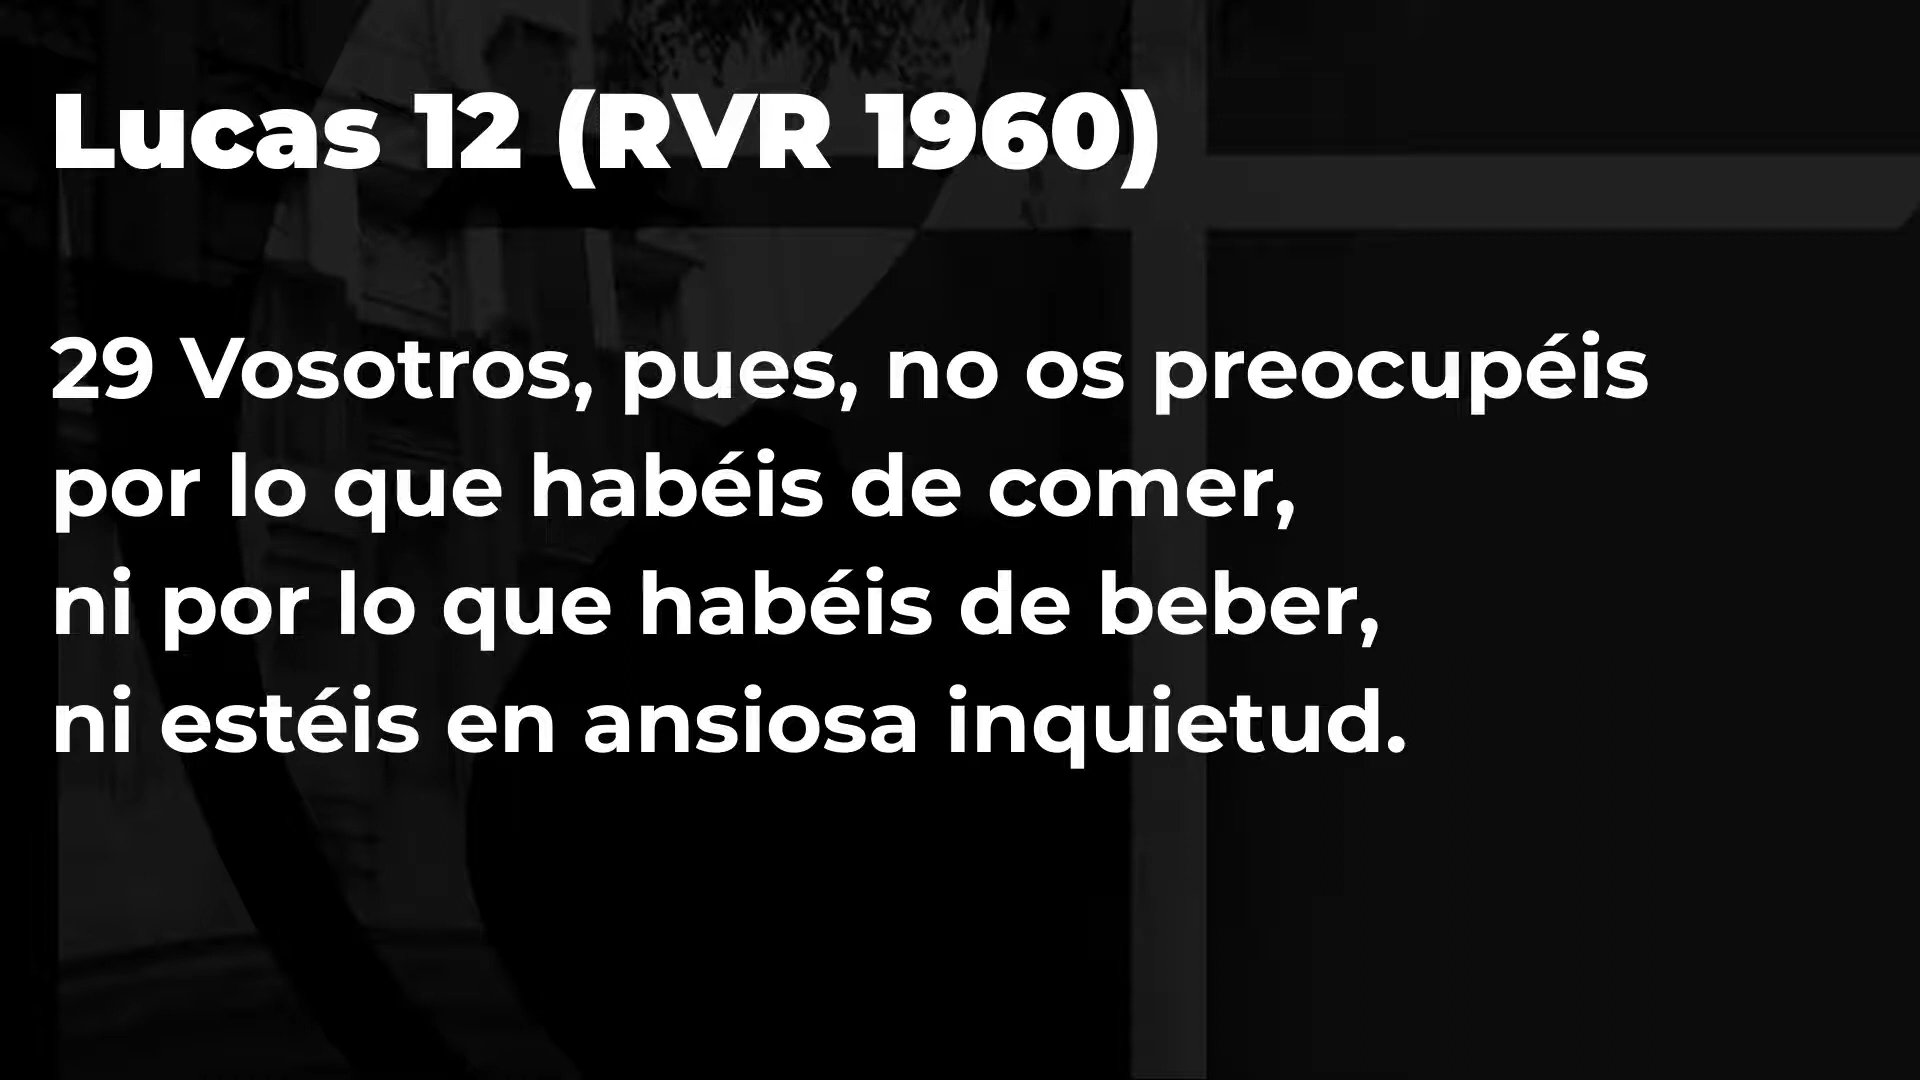 Lucas 12 (RVR 1960)
29 Vosotros, pues, no os preocupéis
por lo que habéis de comer,
ni por lo que habéis de beber,
ni estéis en ansiosa inquietud.